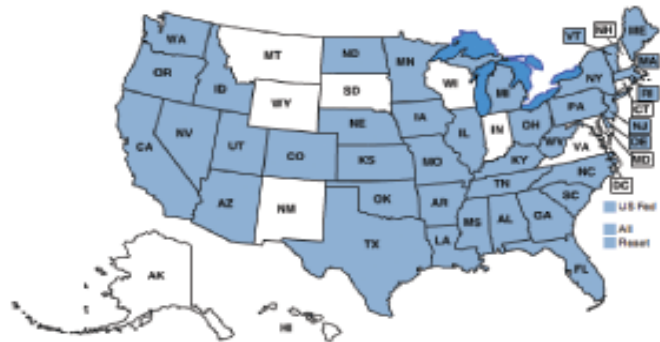 WA
MT
ND
MN
ME
VT
NH
MA
RI
CT
NJ
DE
MD
DC
OR
ID
WY
SD
WI
MI
NY
NV
UT
CO
NE
IA
IL
IN
OH
PA
WV
VA
CA
AZ
NM
KS
MO
KY
TN
NC
SC
OK
AR
MS
AL
GA
TX
LA
FL
AK
HI
US Fed
All
Reset